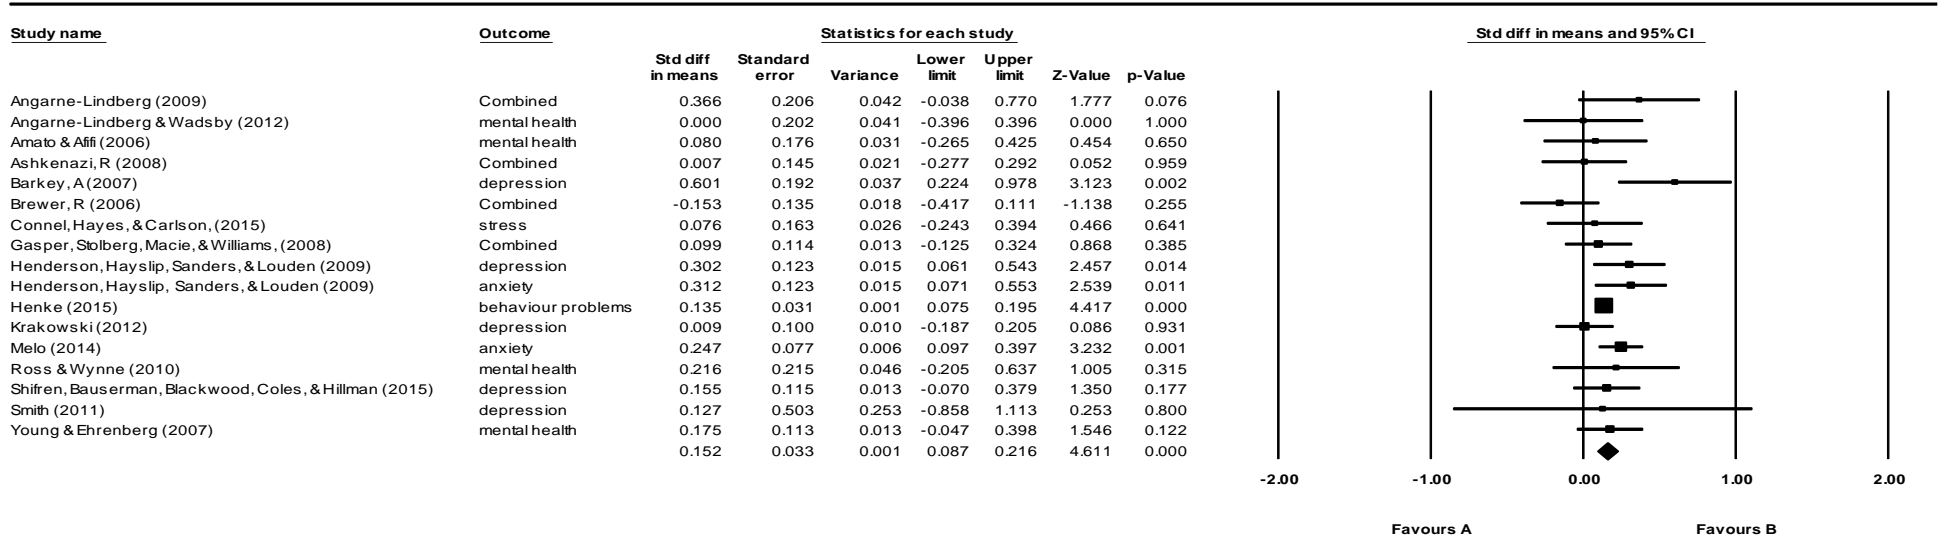 Study name Outcome Statistics for each study Std diff in means and 95% CI
Std diff Standard Lower Upper
in means error Variance limit limit Z-Value p-Value
Angarne-Lindberg (2009) Combined 0.366 0.206 0.042 -0.038 0.770 1.777 0.076
Angarne-Lindberg & Wadsby (2012) mental health 0.000 0.202 0.041 -0.396 0.396 0.000 1.000
Amato & Afifi (2006) mental health 0.080 0.176 0.031 -0.265 0.425 0.454 0.650
Ashkenazi, R (2008) Combined 0.007 0.145 0.021 -0.277 0.292 0.052 0.959
Barkey, A (2007) depression 0.601 0.192 0.037 0.224 0.978 3.123 0.002
Brewer, R (2006) Combined -0.153 0.135 0.018 -0.417 0.111 -1.138 0.255
Connel, Hayes, & Carlson, (2015) stress 0.076 0.163 0.026 -0.243 0.394 0.466 0.641
Gasper, Stolberg, Macie, & Williams, (2008) Combined 0.099 0.114 0.013 -0.125 0.324 0.868 0.385
Henderson, Hayslip, Sanders, & Louden (2009) depression 0.302 0.123 0.015 0.061 0.543 2.457 0.014
Henderson, Hayslip, Sanders, & Louden (2009) anxiety 0.312 0.123 0.015 0.071 0.553 2.539 0.011
Henke (2015) behaviour problems 0.135 0.031 0.001 0.075 0.195 4.417 0.000
Krakowski (2012) depression 0.009 0.100 0.010 -0.187 0.205 0.086 0.931
Melo (2014) anxiety 0.247 0.077 0.006 0.097 0.397 3.232 0.001
Ross & Wynne (2010) mental health 0.216 0.215 0.046 -0.205 0.637 1.005 0.315
Shifren, Bauserman, Blackwood, Coles, & Hillman (2015) depression 0.155 0.115 0.013 -0.070 0.379 1.350 0.177
Smith (2011) depression 0.127 0.503 0.253 -0.858 1.113 0.253 0.800
Young & Ehrenberg (2007) mental health 0.175 0.113 0.013 -0.047 0.398 1.546 0.122
0.152 0.033 0.001 0.087 0.216 4.611 0.000
-2.00 -1.00 0.00 1.00 2.00
Favours A Favours B